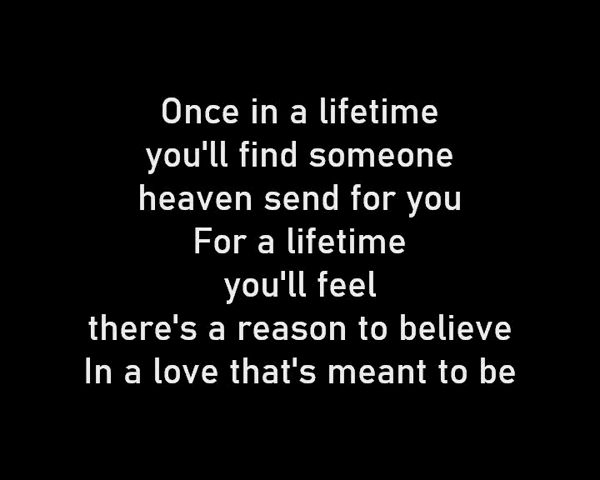 Once in a lifetime
you'll find someone
heaven send for you
For a lifetime
you'll feel
there's a reason to believe
In a love that's meant to be